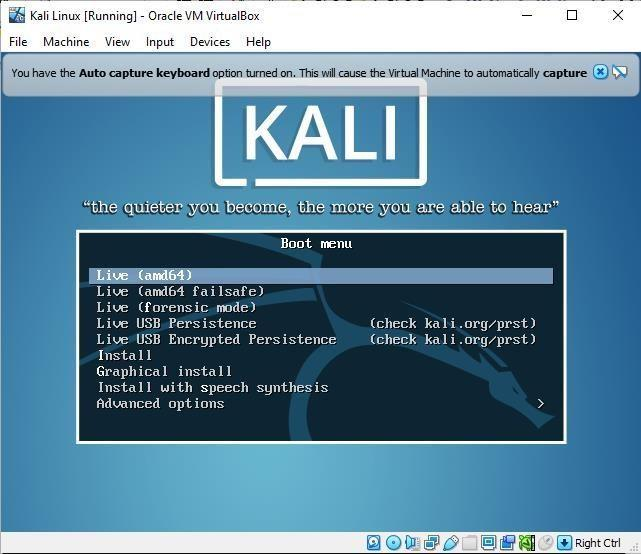 Kali Linux [Running] - Oracle VM VirtualBox
File Machine View Input Devices Help
You have the Auto capture keyboard option turned on. This will cause the Virtual Machine to automatically capture
KALI
“the quieter you become, the more you are able to hear”
Boot menu
Live (amd64)
Live (amd64 failsafe)
Live (forensic mode)
Live USB Persistence (check kali.org/prst)
Live USB Encrypted Persistence (check kali.org/prst)
Install
Graphical install
Install with speech synthesis
Advanced options >
Right Ctrl